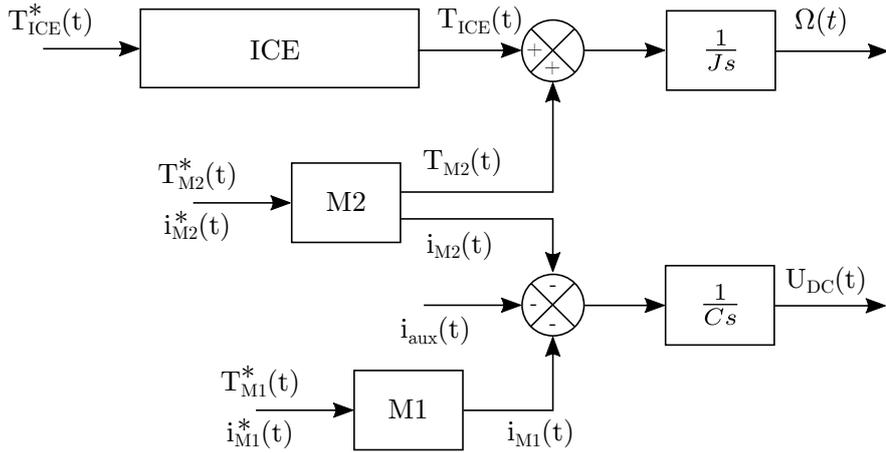 T*ICE(t)
ICE
TICE(t)
+
+
1
Js
Ω(t)
T*M2(t)
i*M2(t)
M2
TM2(t)
iM2(t)
iaux(t)
-
-
-
1
Cs
UDC(t)
T*M1(t)
i*M1(t)
M1
iM1(t)